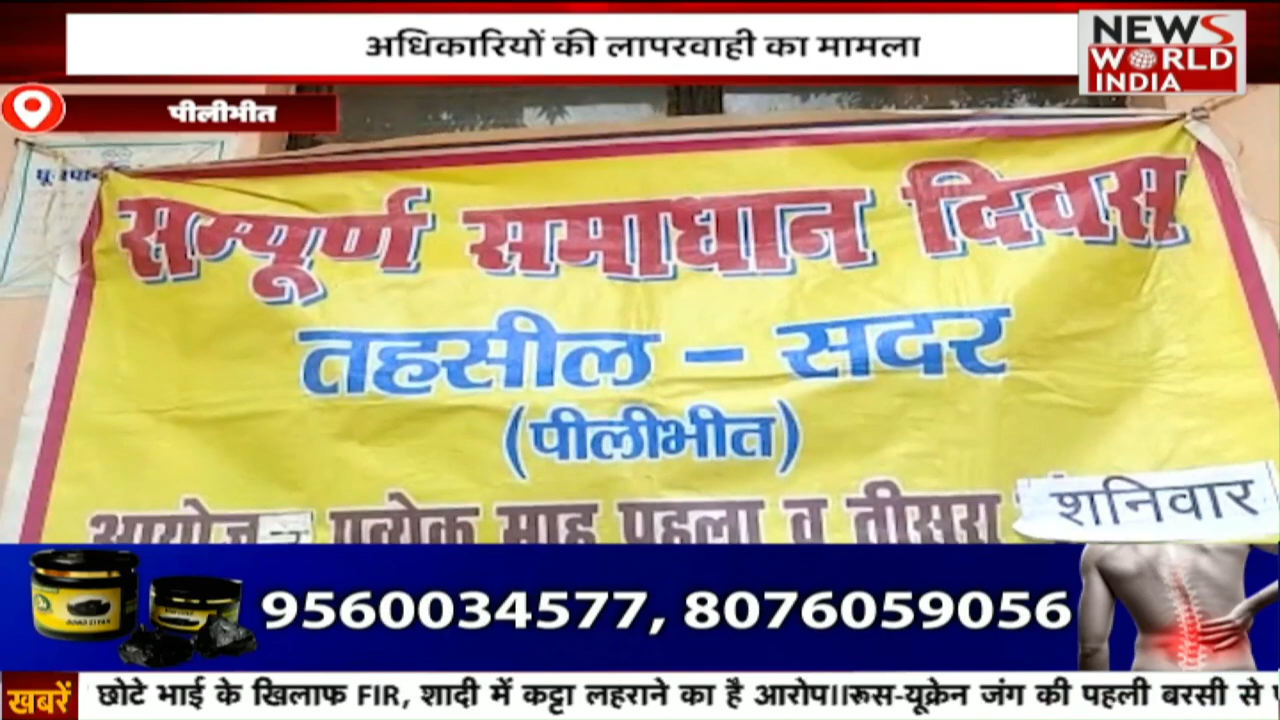 अधिकारियों की लापरवाही का मामला
NEWS
WORLD
INDIA
पीलीभीत
सम्पूर्ण समाधान दिवस
तहसील – सदर
(पीलीभीत)
प्रत्येक माह पहला व तीसरा शनिवार
9560034577, 8076059056
खबरें
छोटे भाई के खिलाफ FIR, शादी में कट्टा लहराने का है आरोप।।रूस-यूक्रेन जंग की पहली बरसी से